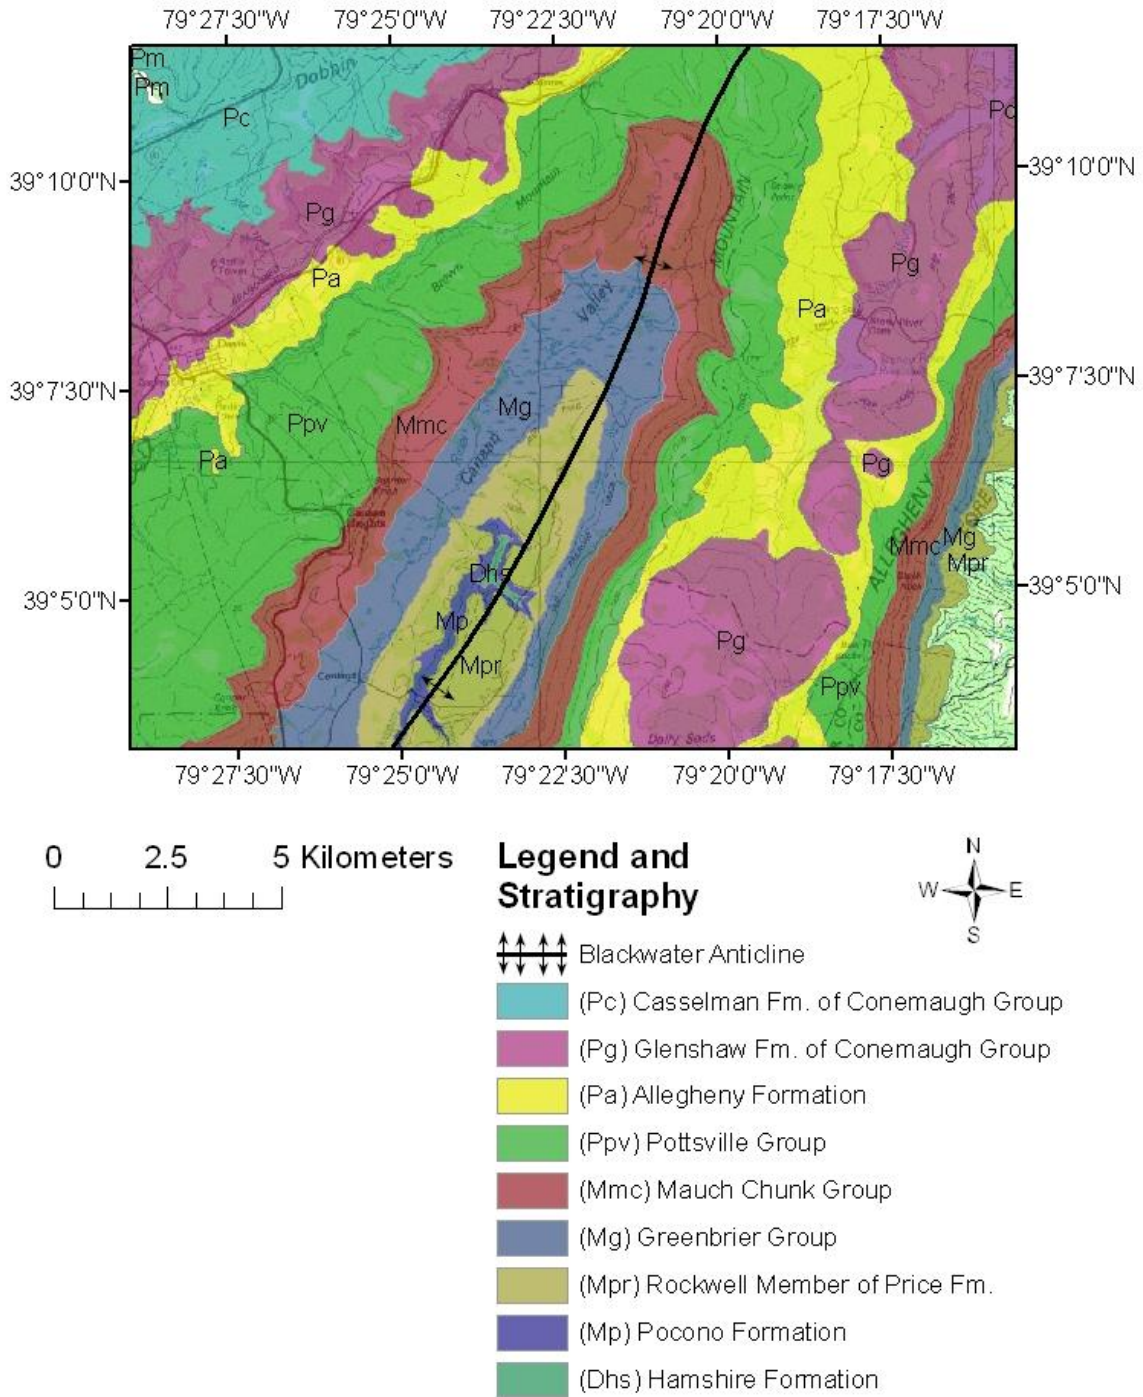 79°27'30"W 79°25'0"W 79°22'30"W 79°20'0"W 79°17'30"W
Pm
Pm
Dobbin
Pc
Pc
39°10'0"N
39°10'0"N
Mountain
MOUNTAIN
Pg
Pg
Pa
Brown
Valley
Pa
39°7'30"N
39°7'30"N
Mg
Ppv
Mmc
Canaan
Pa
Pg
ALLEGHENY
Mmc
Mg
Mpr
Dhs
39°5'0"N
39°5'0"N
Mp
Mpr
Pg
Ppv
Dolly Sods
79°27'30"W 79°25'0"W 79°22'30"W 79°20'0"W 79°17'30"W
0 2.5 5 Kilometers
Legend and
Stratigraphy
N
W E
S
Blackwater Anticline
(Pc) Casselman Fm. of Conemaugh Group
(Pg) Glenshaw Fm. of Conemaugh Group
(Pa) Allegheny Formation
(Ppv) Pottsville Group
(Mmc) Mauch Chunk Group
(Mg) Greenbrier Group
(Mpr) Rockwell Member of Price Fm.
(Mp) Pocono Formation
(Dhs) Hamshire Formation